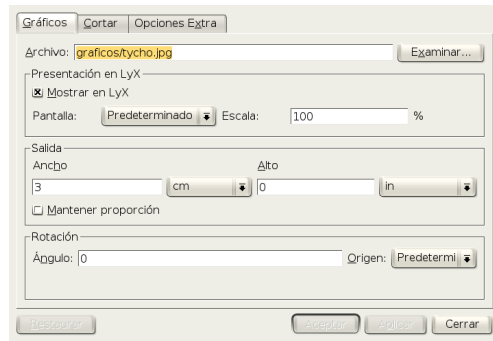 Gráficos Cortar Opciones Extra
Archivo: graficos/tycho.jpg Examinar...
Presentación en LyX
Mostrar en LyX
Pantalla: Predeterminado Escala: 100 %
Salida
Ancho Alto
3 cm 0 in
Mantener proporción
Rotación
Ángulo: 0 Origen: Predetermi
Restaurar Aceptar Aplicar Cerrar